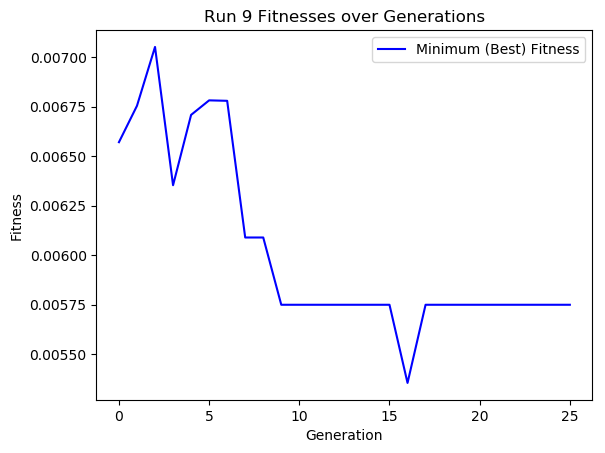 Run 9 Fitnesses over Generations
Minimum (Best) Fitness
0.00700
0.00675
0.00650
0.00625
0.00600
0.00575
0.00550
Fitness
0 5 10 15 20 25
Generation